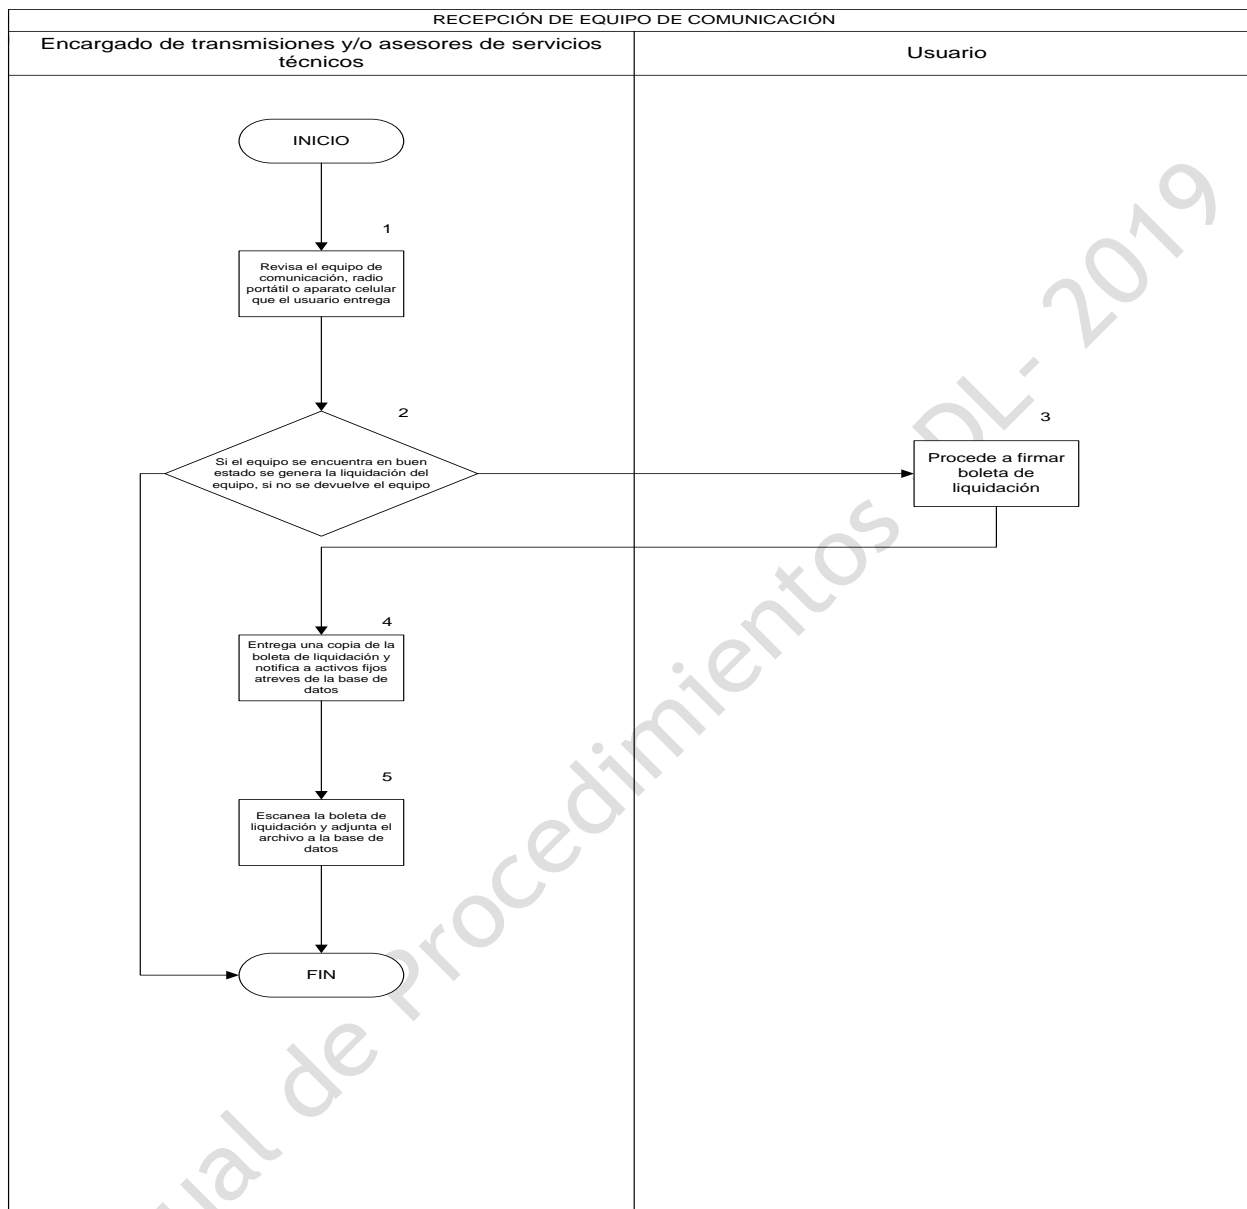 RECEPCIÓN DE EQUIPO DE COMUNICACIÓN
Encargado de transmisiones y/o asesores de servicios
técnicos
Usuario
INICIO
1
Revisa el equipo de
comunicación, radio
portátil o aparato celular
que el usuario entrega
2
Si el equipo se encuentra en buen
estado se genera la liquidación del
equipo, si no se devuelve el equipo
3
Procede a firmar
boleta de
liquidación
4
Entrega una copia de la
boleta de liquidación y
notifica a activos fijos
atreves de la base de
datos
5
Escanea la boleta de
liquidación y adjunta el
archivo a la base de
datos
FIN
ual de Procedimientos DL- 2019